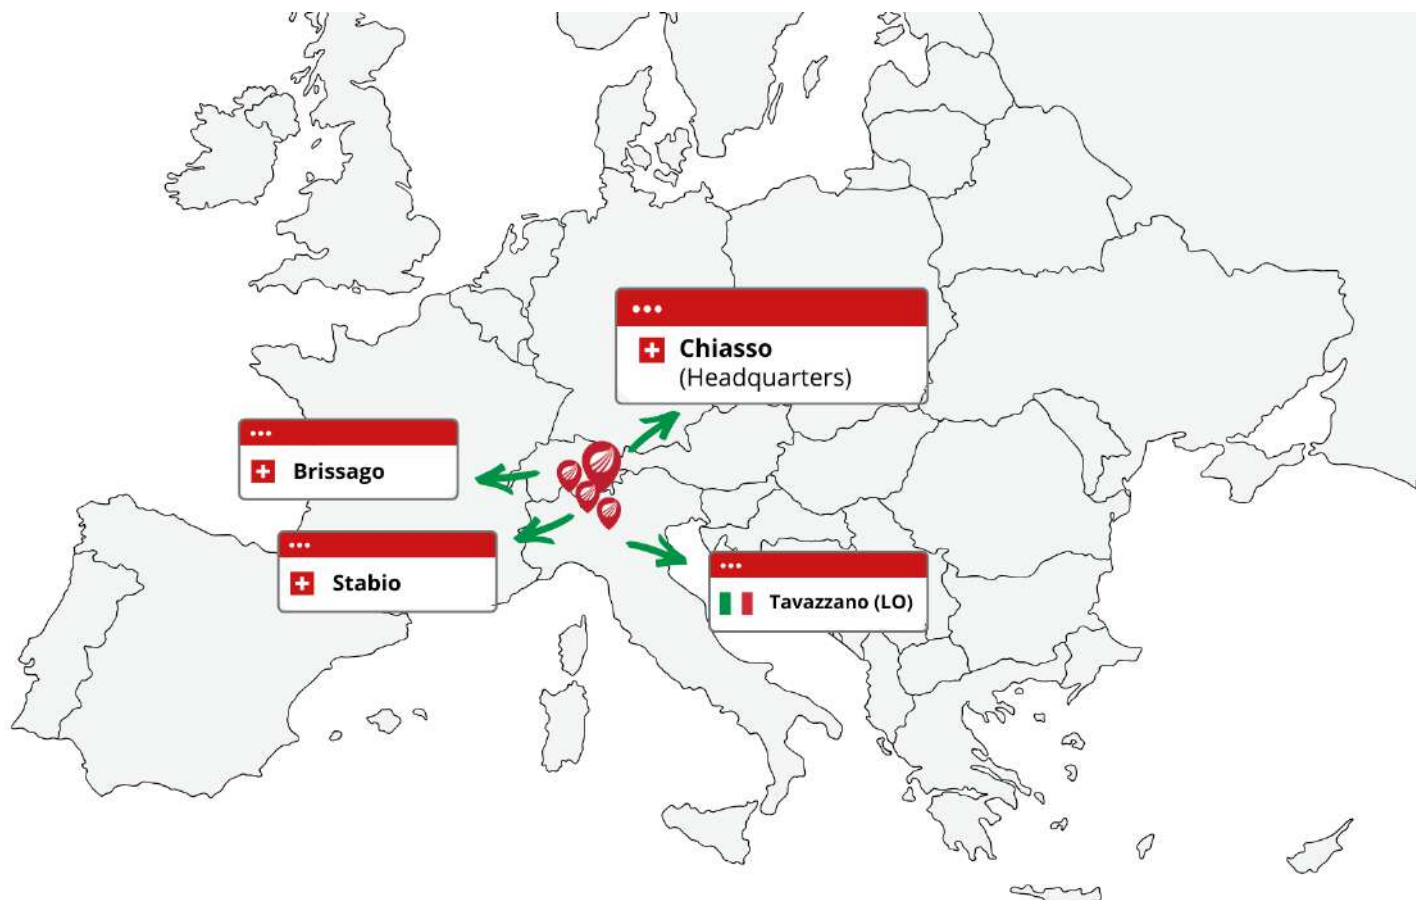 Chiasso
(Headquarters)
Brissago
Stabio
Tavazzano (LO)